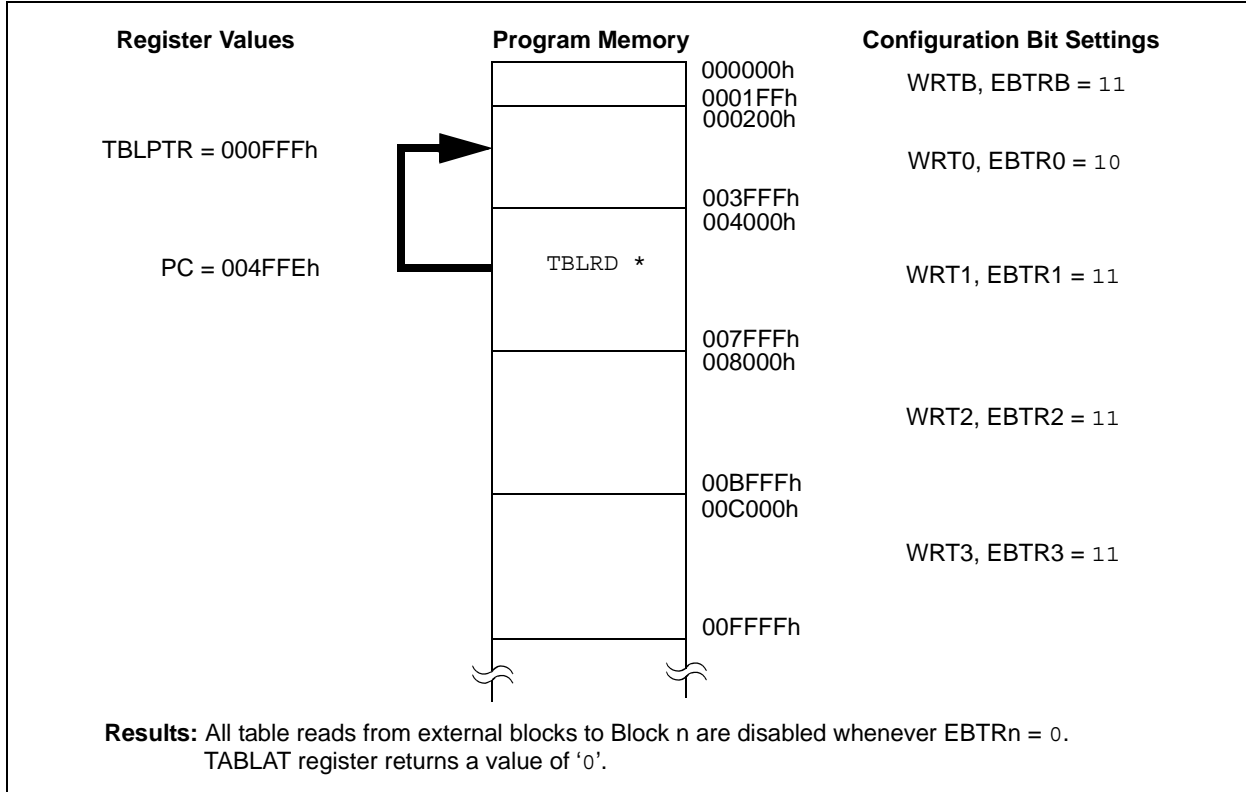 Register Values
Program Memory
Configuration Bit Settings
000000h
WRTB, EBTRB = 11
0001FFh
000200h
TBLPTR = 000FFFh
WRT0, EBTR0 = 10
003FFFh
004000h
PC = 004FFEh
TBLRD *
WRT1, EBTR1 = 11
007FFFh
008000h
WRT2, EBTR2 = 11
00BFFFh
00C000h
WRT3, EBTR3 = 11
00FFFFh
Results: All table reads from external blocks to Block n are disabled whenever EBTRn = 0.
TABLAT register returns a value of ‘0’.